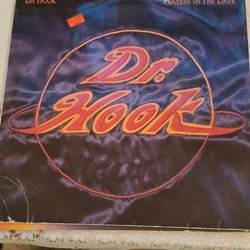 DR. HOOK
PLAYERS IN THE DARK
Dr.
Hook